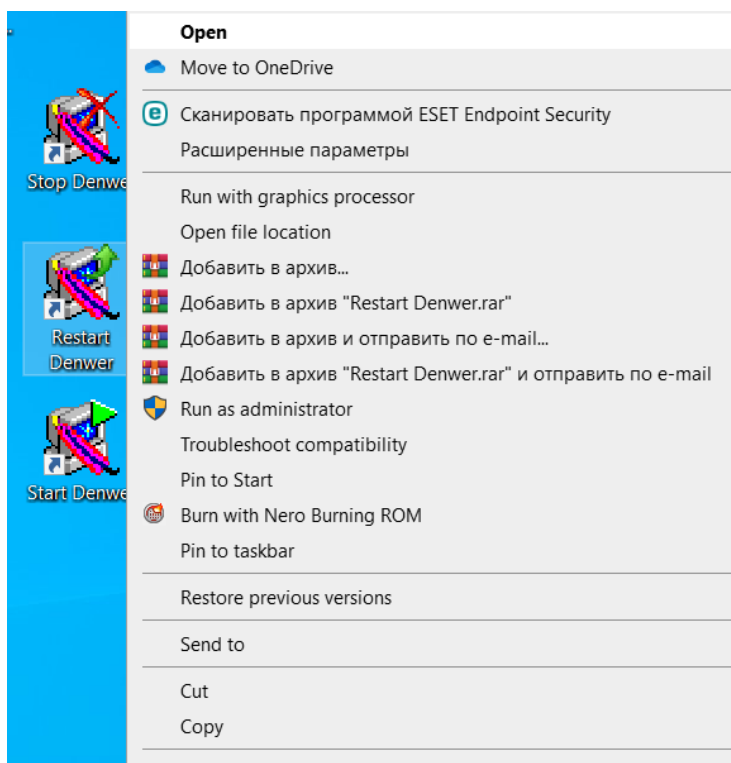 Open
Move to OneDrive
Сканировать программой ESET Endpoint Security
Расширенные параметры
Run with graphics processor
Open file location
Добавить в архив...
Добавить в архив "Restart Denwer.rar"
Добавить в архив и отправить по e-mail...
Добавить в архив "Restart Denwer.rar" и отправить по e-mail
Run as administrator
Troubleshoot compatibility
Pin to Start
Burn with Nero Burning ROM
Pin to taskbar
Restore previous versions
Send to
Cut
Copy
Stop Denwe
Restart
Denwer
Start Denwe